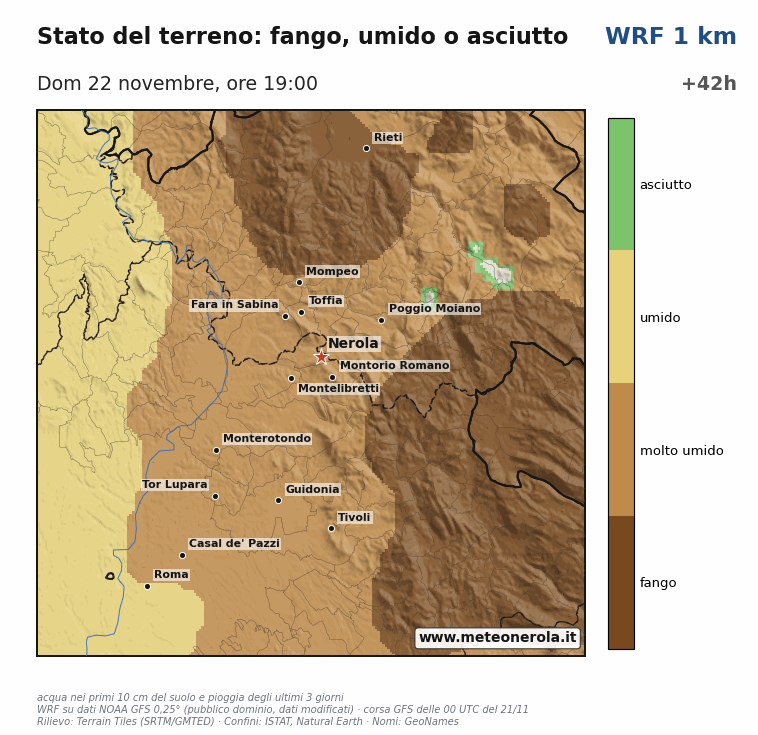 Stato del terreno: fango, umido o asciutto
WRF 1 km
Dom 22 novembre, ore 19:00
+42h
Rieti
asciutto
Mompeo
Toffia
Fara in Sabina
Poggio Moiano
umido
Nerola
Montorio Romano
Montelibretti
Monterotondo
molto umido
Tor Lupara
Guidonia
Tivoli
Casal de' Pazzi
Roma
fango
www.meteonerola.it
acqua nei primi 10 cm del suolo e pioggia degli ultimi 3 giorni
WRF su dati NOAA GFS 0,25° (pubblico dominio, dati modificati) · corsa GFS delle 00 UTC del 21/11
Rilievo: Terrain Tiles (SRTM/GMTED) · Confini: ISTAT, Natural Earth · Nomi: GeoNames